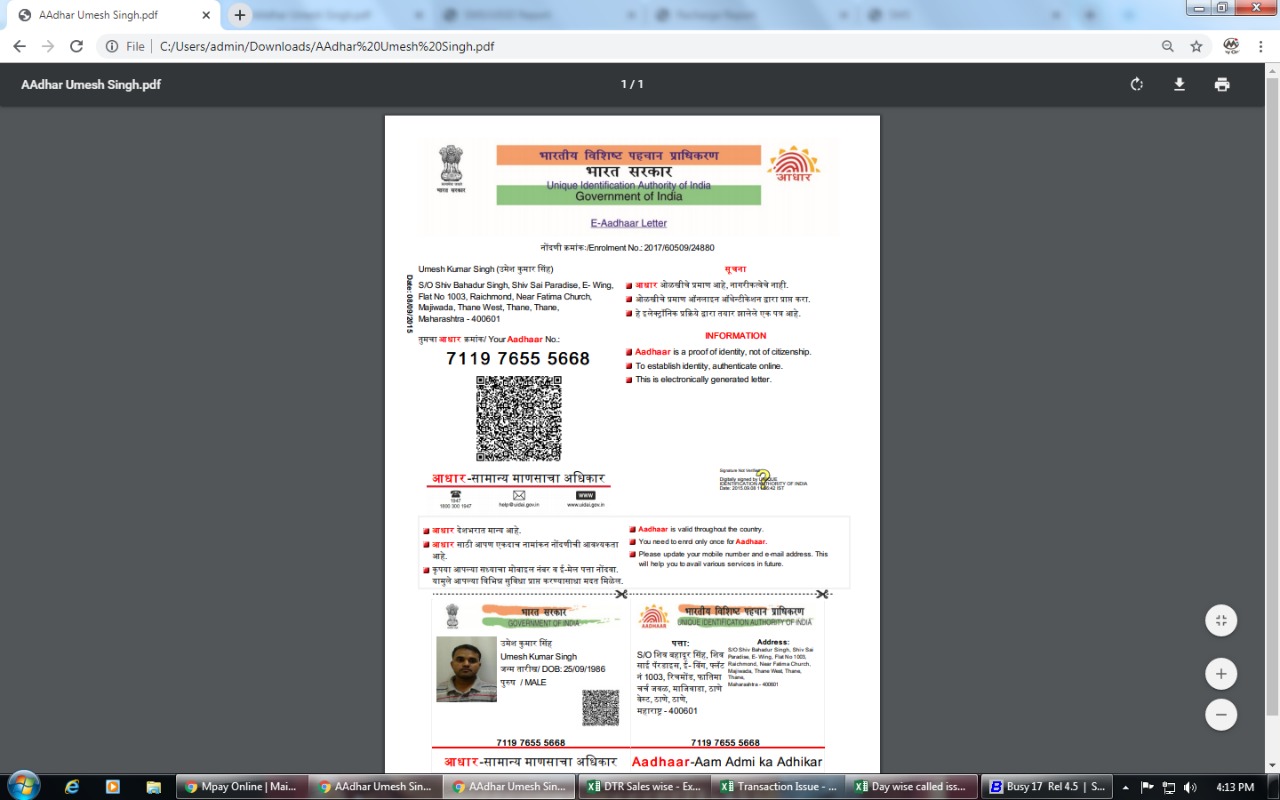 AAdhar Umesh Singh.pdf
File | C:/Users/admin/Downloads/AAdhar%20Umesh%20Singh.pdf
AAdhar Umesh Singh.pdf
1 / 1
भारतीय विशिष्ट पहचान प्राधिकरण
भारत सरकार
Unique Identification Authority of India
Government of India
भारत सरकार
आधार
E-Aadhaar Letter
नोंदणी क्रमांक:/Enrolment No.: 2017/60509/24880
Date: 08/09/2015
Umesh Kumar Singh (उमेश कुमार सिंह)
S/O Shiv Bahadur Singh, Shiv Sai Paradise, E- Wing,
Flat No 1003, Raichmond, Near Fatima Church,
Majiwada, Thane West, Thane, Thane,
Maharashtra - 400601
तुमचा आधार क्रमांक/ Your Aadhaar No.:
7119 7655 5668
सूचना
आधार ओळखीचे प्रमाण आहे, नागरीकत्वेचे नाही.
ओळखीचे प्रमाण ऑनलाइन ऑथेन्टीकेशन द्वारा प्राप्त करा.
हे इलेक्ट्रॉनिक प्रक्रिये द्वारा तयार झालेले एक पत्र आहे.
INFORMATION
Aadhaar is a proof of identity, not of citizenship.
To establish identity, authenticate online.
This is electronically generated letter.
आधार-सामान्य माणसाचा अधिकार
1947
1800 300 1947
help@uidai.gov.in
www
www.uidai.gov.in
Signature Not Verified
Digitally signed by UNIQUE
IDENTIFICATION AUTHORITY OF INDIA
Date: 2015.09.08 IST
आधार देशभरात मान्य आहे.
आधार साठी आपण एकदाच नामांकन नोंदणीची आवश्यकता
आहे.
कृपया आपल्या सध्याचा मोबाइल नंबर व ई-मेल पत्ता नोंदवा.
यामुळे आपल्या विभिन्न सुविधा प्राप्त करण्यासाधा मदत मिळेल.
Aadhaar is valid throughout the country.
You need to enrol only once for Aadhaar.
Please update your mobile number and e-mail address. This
will help you to avail various services in future.
भारत सरकार
GOVERNMENT OF INDIA
उमेश कुमार सिंह
Umesh Kumar Singh
जन्म तारीख/ DOB: 25/09/1986
पुरुष / MALE
7119 7655 5668
आधार-सामान्य माणसाचा अधिकार
AADHAAR
भारतीय विशिष्ट पहचान प्राधिकरण
UNIQUE IDENTIFICATION AUTHORITY OF INDIA
पत्ता:
S/O शिव बहादुर सिंह, शिव
साई पॅरडाइस, ई- विंग, फ्लॅट
नं 1003, रिचमोंड, फातिमा
चर्च जवळ, माजिवाडा, ठाणे
वेस्ट, ठाणे, ठाणे,
महाराष्ट्र - 400601
Address:
S/O Shiv Bahadur Singh, Shiv Sai
Paradise, E- Wing, Flat No 1003,
Raichmond, Near Fatima Church,
Majiwada, Thane West, Thane,
Thane,
Maharashtra - 400601
7119 7655 5668
Aadhaar-Aam Admi ka Adhikar
Mpay Online | Mai...
AAdhar Umesh Sin...
AAdhar Umesh Sin...
DTR Sales wise - Ex...
Transaction Issue - ...
Day wise called iss...
Busy 17 Rel 4.5 | S...
4:13 PM